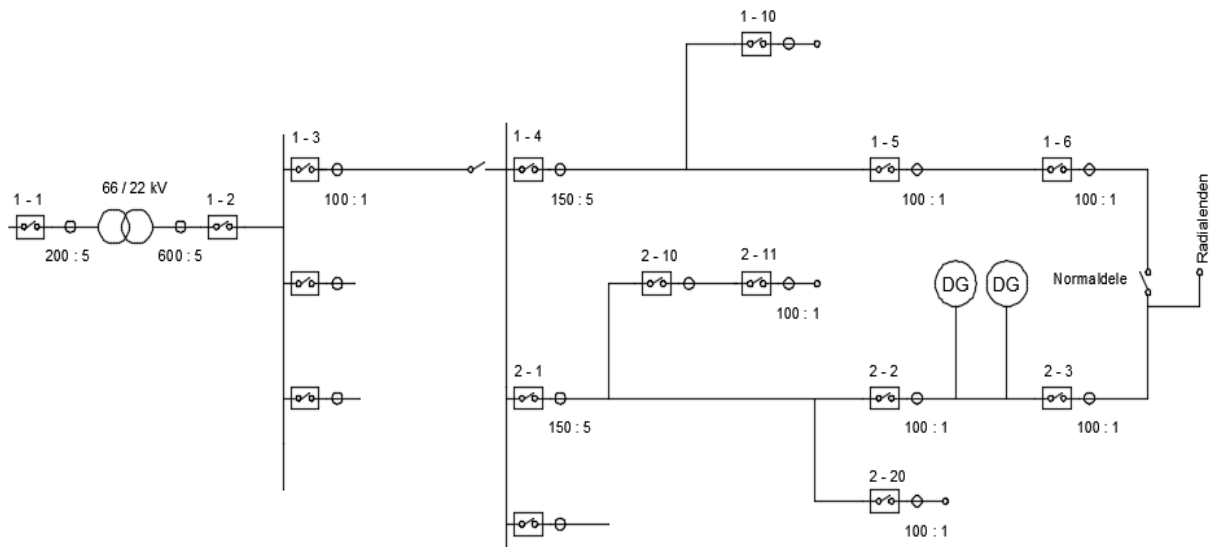 1 - 10
1 - 3
1 - 4
1 - 5
1 - 6
66 / 22 kV
1 - 1
1 - 2
100 : 1
150 : 5
100 : 1
100 : 1
200 : 5
600 : 5
Radialenden
2 - 10
2 - 11
Normaldele
DG
DG
100 : 1
2 - 1
2 - 2
2 - 3
150 : 5
100 : 1
100 : 1
2 - 20
100 : 1